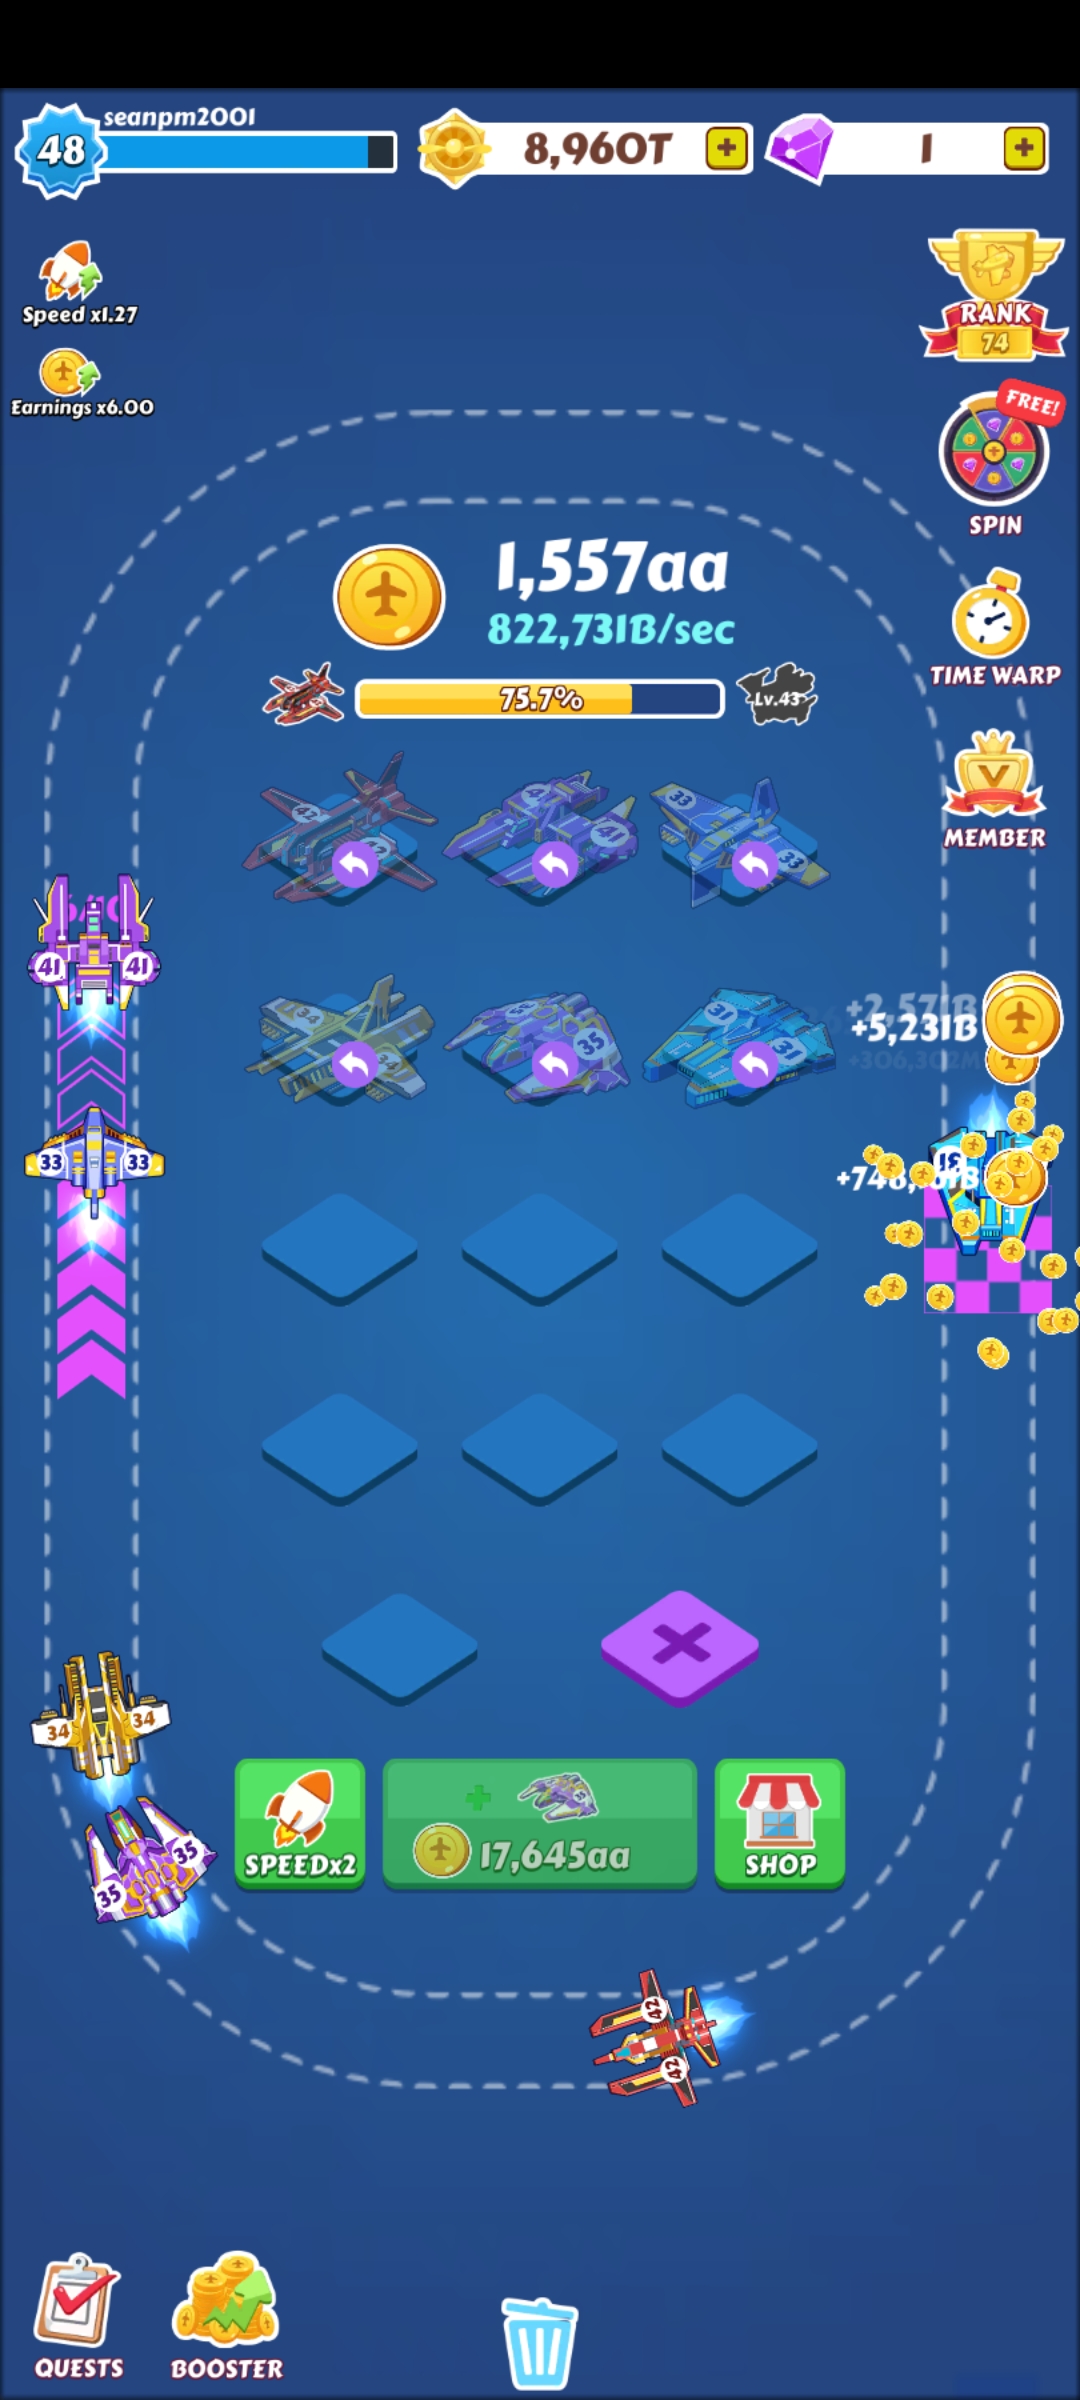 seanpm2001
48
8,960T
1
Speed x1.27
Earnings x6.00
RANK
74
FREE!
SPIN
TIME WARP
V
MEMBER
1,557aa
822,731B/sec
75.7%
Lv.43
42
42
41
41
33
33
34
34
35
31
31
41
41
33
33
+2,571B
+5,231B
+306,302M
31
34
34
35
35
SPEEDx2
17,645aa
SHOP
42
42
QUESTS
BOOSTER